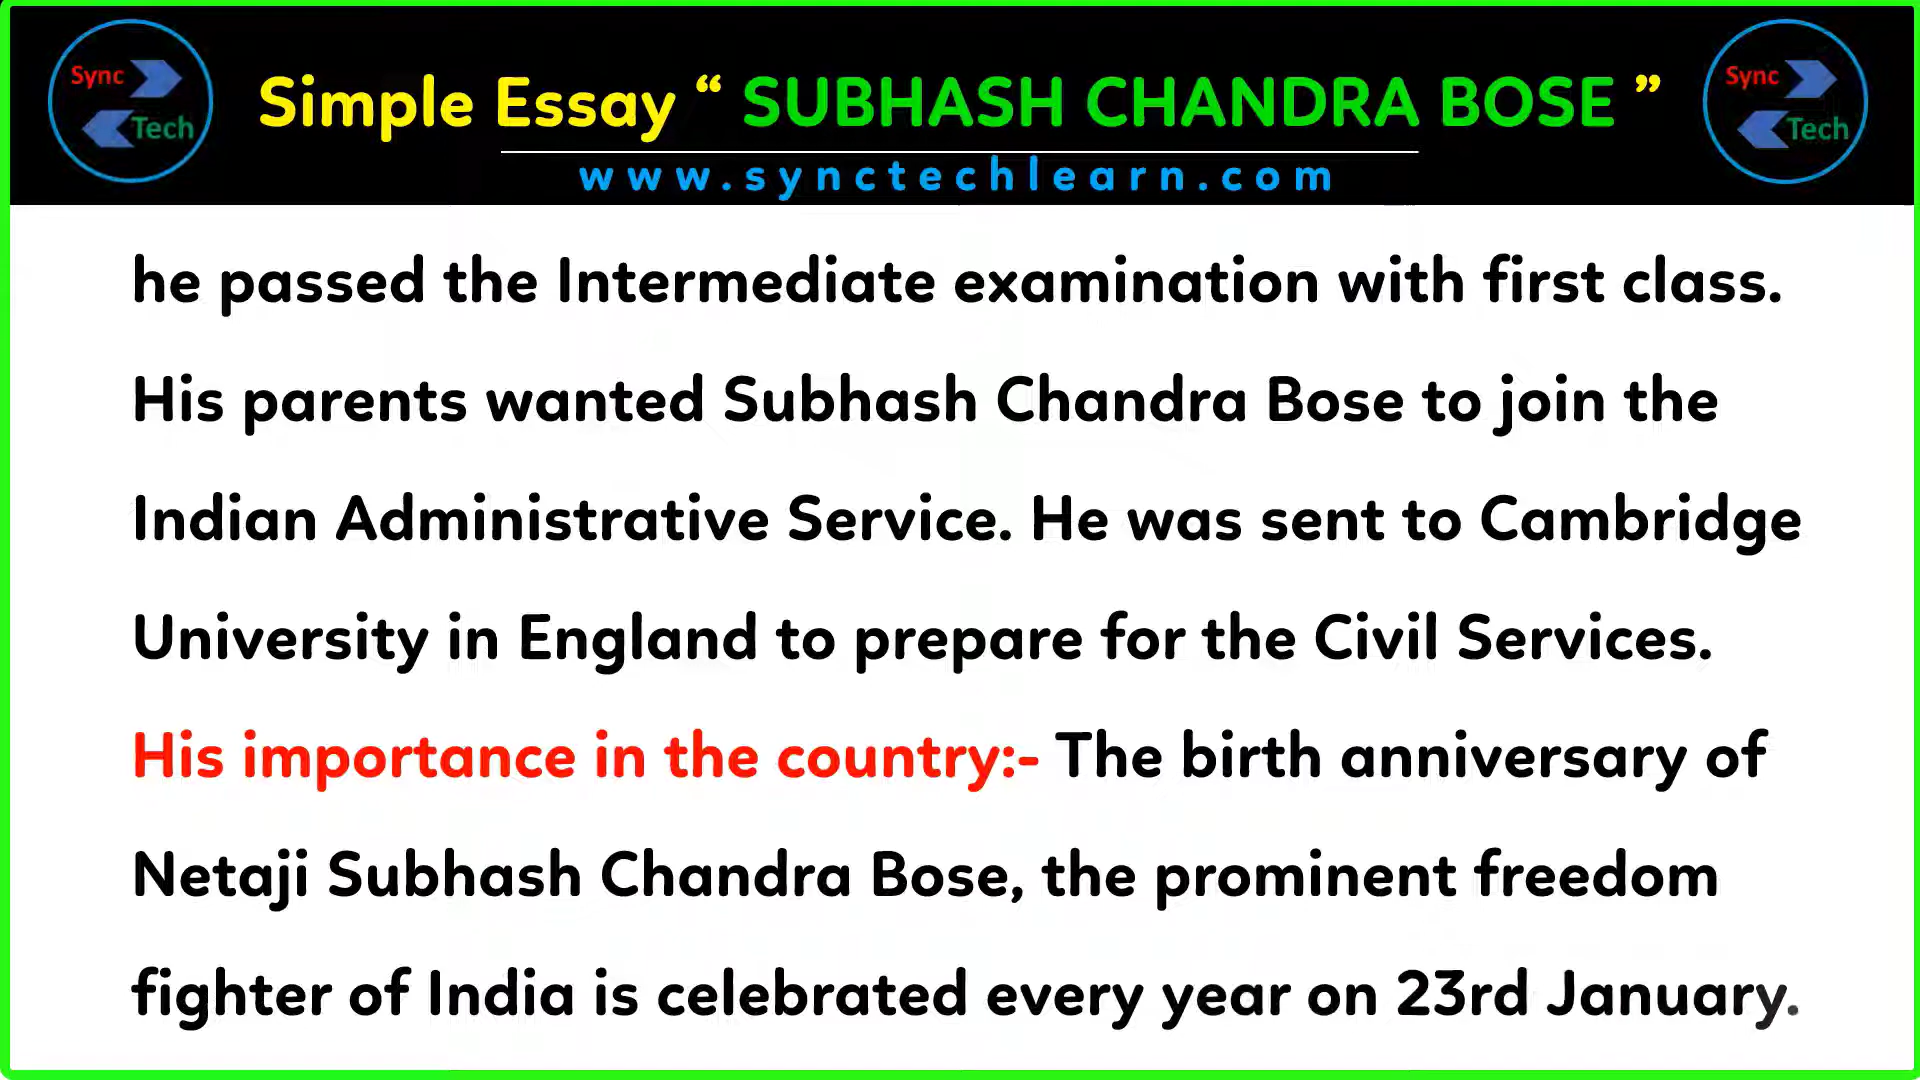 Sync
Tech
Simple Essay “ SUBHASH CHANDRA BOSE ”
www.synctechlearn.com
Sync
Tech
he passed the Intermediate examination with first class.
His parents wanted Subhash Chandra Bose to join the
Indian Administrative Service. He was sent to Cambridge
University in England to prepare for the Civil Services.
His importance in the country:- The birth anniversary of
Netaji Subhash Chandra Bose, the prominent freedom
fighter of India is celebrated every year on 23rd January.